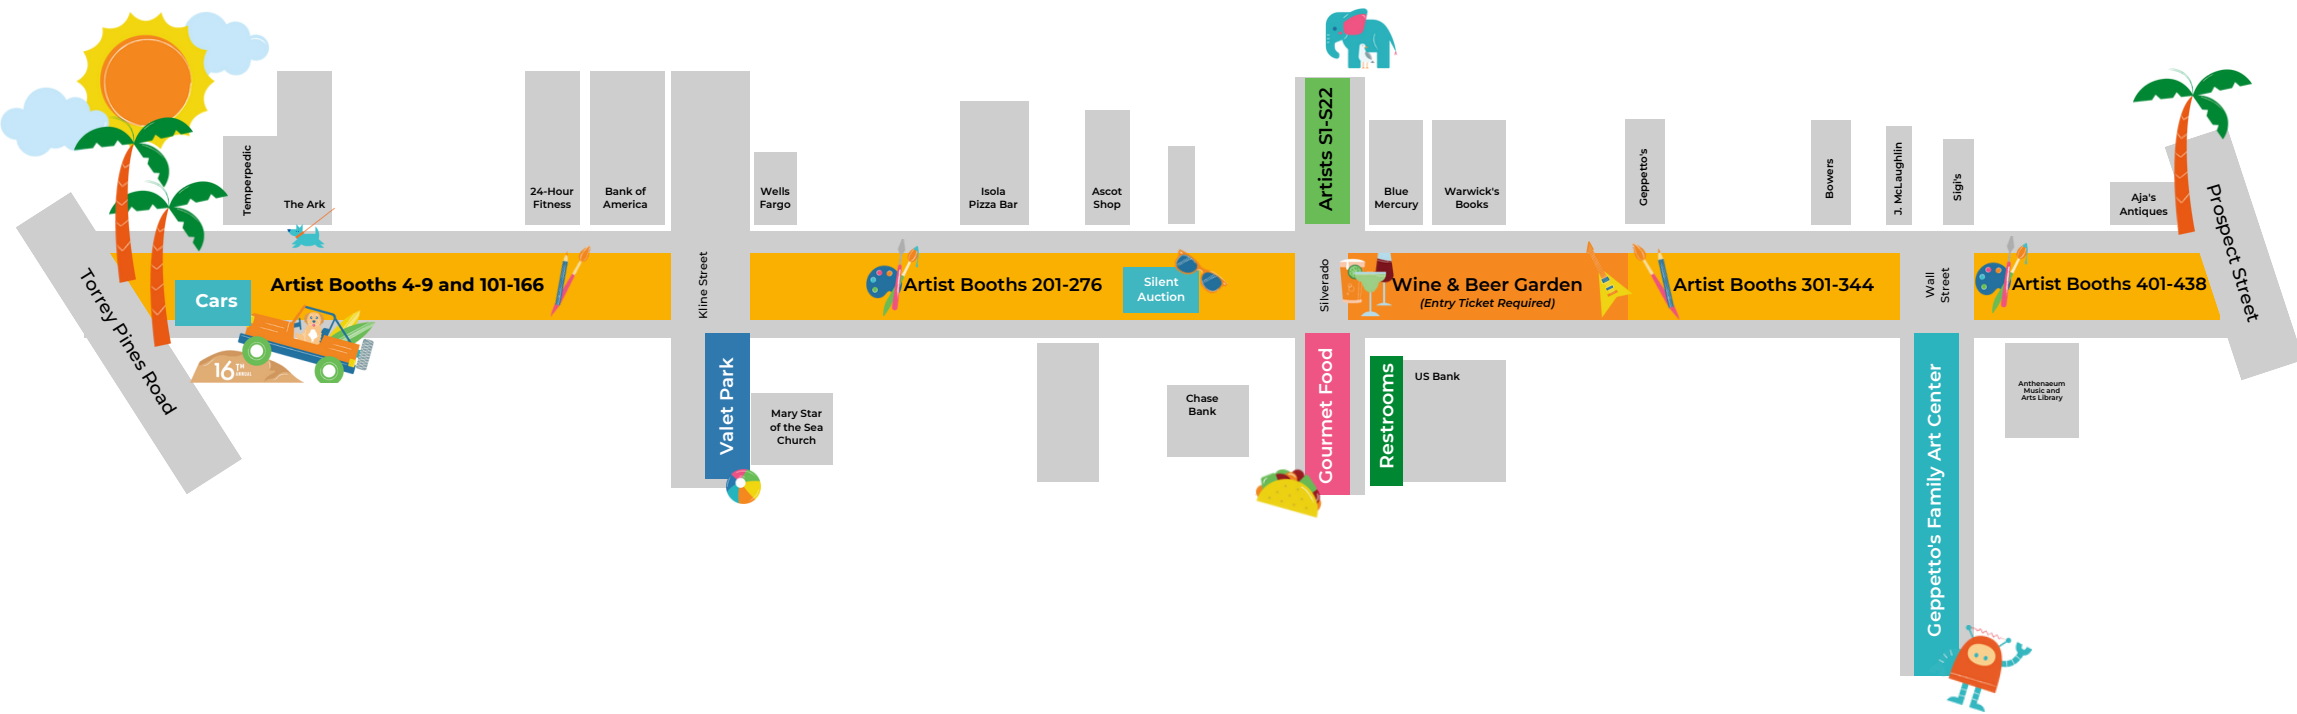 Temperpedic
The Ark
24-Hour
Fitness
Bank of
America
Wells
Fargo
Isola
Pizza Bar
Ascot
Shop
Artists S1-S22
Blue
Mercury
Warwick's
Books
Geppetto's
Bowers
J. McLaughlin
Sigi's
Aja's
Antiques
Prospect Street
Torrey Pines Road
Cars
Artist Booths 4-9 and 101-166
Kline Street
Artist Booths 201-276
Silent
Auction
Silverado
Wine & Beer Garden
(Entry Ticket Required)
Artist Booths 301-344
Wall
Street
Artist Booths 401-438
16TH
ANNUAL
Valet Park
Mary Star
of the Sea
Church
Chase
Bank
Gourmet Food
Restrooms
US Bank
Geppetto's Family Art Center
Anthenaeum
Music and
Arts Library